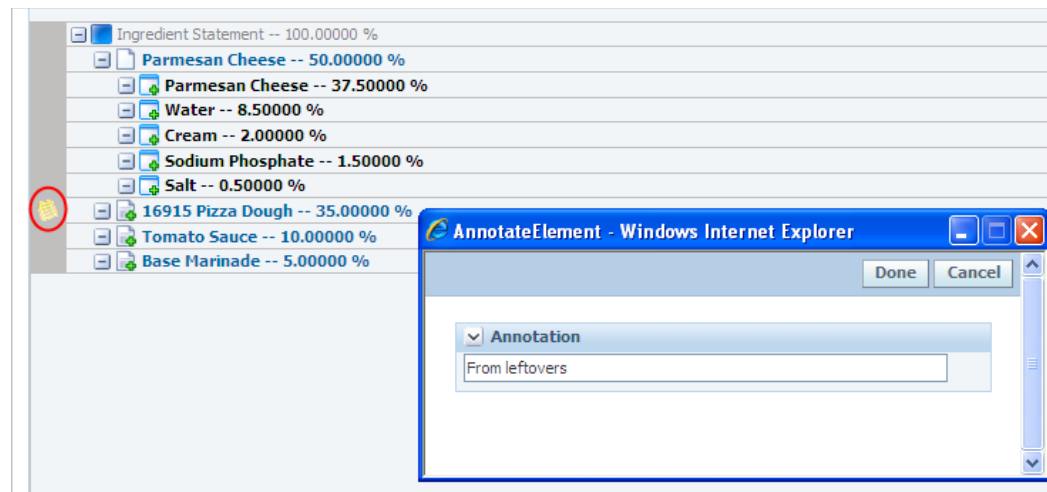 Ingredient Statement -- 100.00000 %
Parmesan Cheese -- 50.00000 %
Parmesan Cheese -- 37.50000 %
Water -- 8.50000 %
Cream -- 2.00000 %
Sodium Phosphate -- 1.50000 %
Salt -- 0.50000 %
16915 Pizza Dough -- 35.00000 %
Tomato Sauce -- 10.00000 %
Base Marinade -- 5.00000 %
AnnotateElement - Windows Internet Explorer
Done Cancel
Annotation
From leftovers